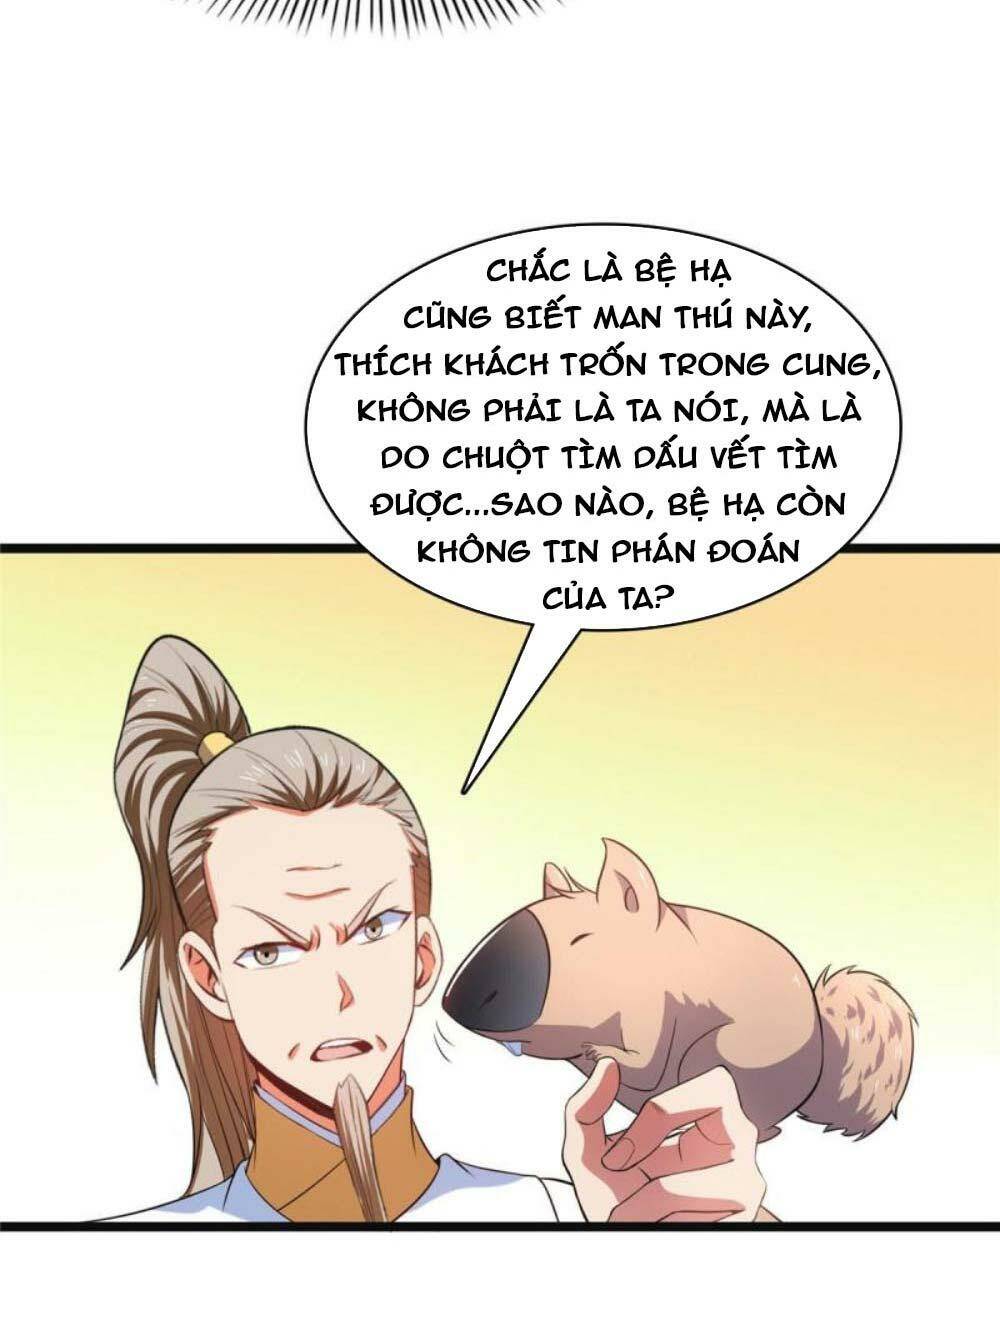 CHẮC LÀ BỆ HẠ
CŨNG BIẾT MAN THÚ NÀY,
THÍCH KHÁCH TRỐN TRONG CUNG,
KHÔNG PHẢI LÀ TA NÓI, MÀ LÀ
DO CHUỘT TÌM DẤU VẾT TÌM
ĐƯỢC...SAO NÀO, BỆ HẠ CÒN
KHÔNG TIN PHÁN ĐOÁN
CỦA TA?